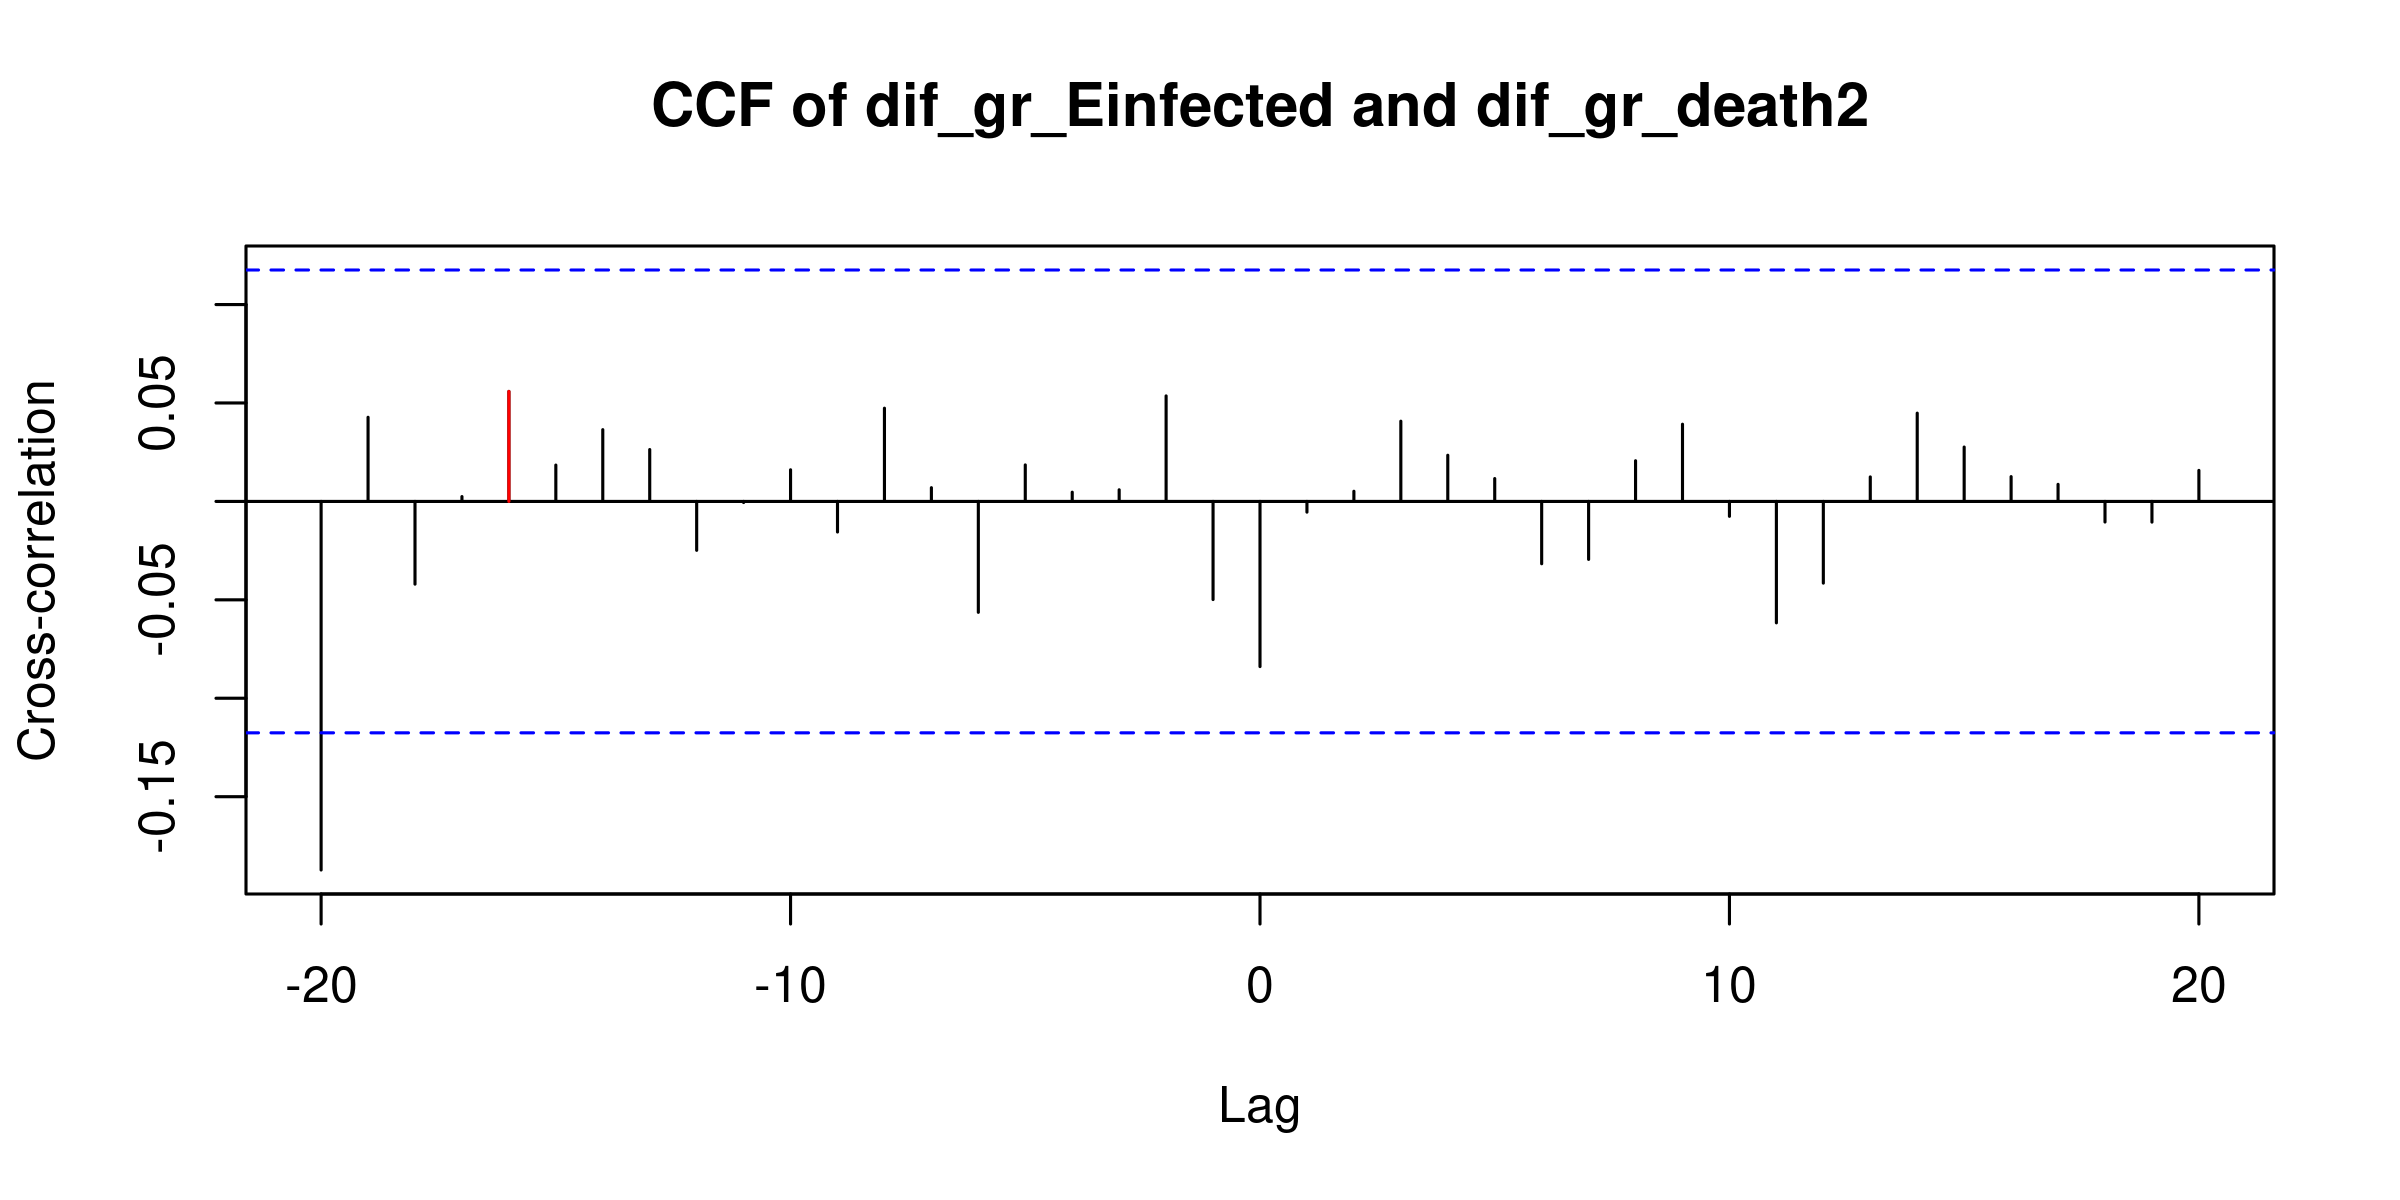 CCF of dif_gr_Einfected and dif_gr_death2
Cross-correlation
0.05
-0.05
-0.15
-20 -10 0 10 20
Lag